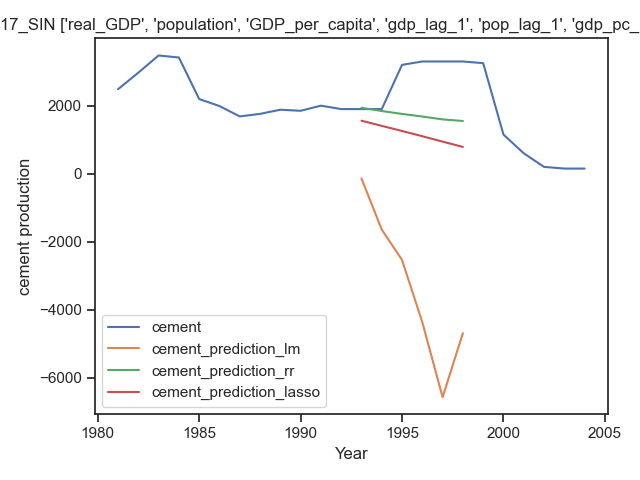 17_SIN ['real_GDP', 'population', 'GDP_per_capita', 'gdp_lag_1', 'pop_lag_1', 'gdp_pc_
cement production
2000
0
−2000
−4000
−6000
cement
cement_prediction_lm
cement_prediction_rr
cement_prediction_lasso
1980 1985 1990 1995 2000 2005
Year